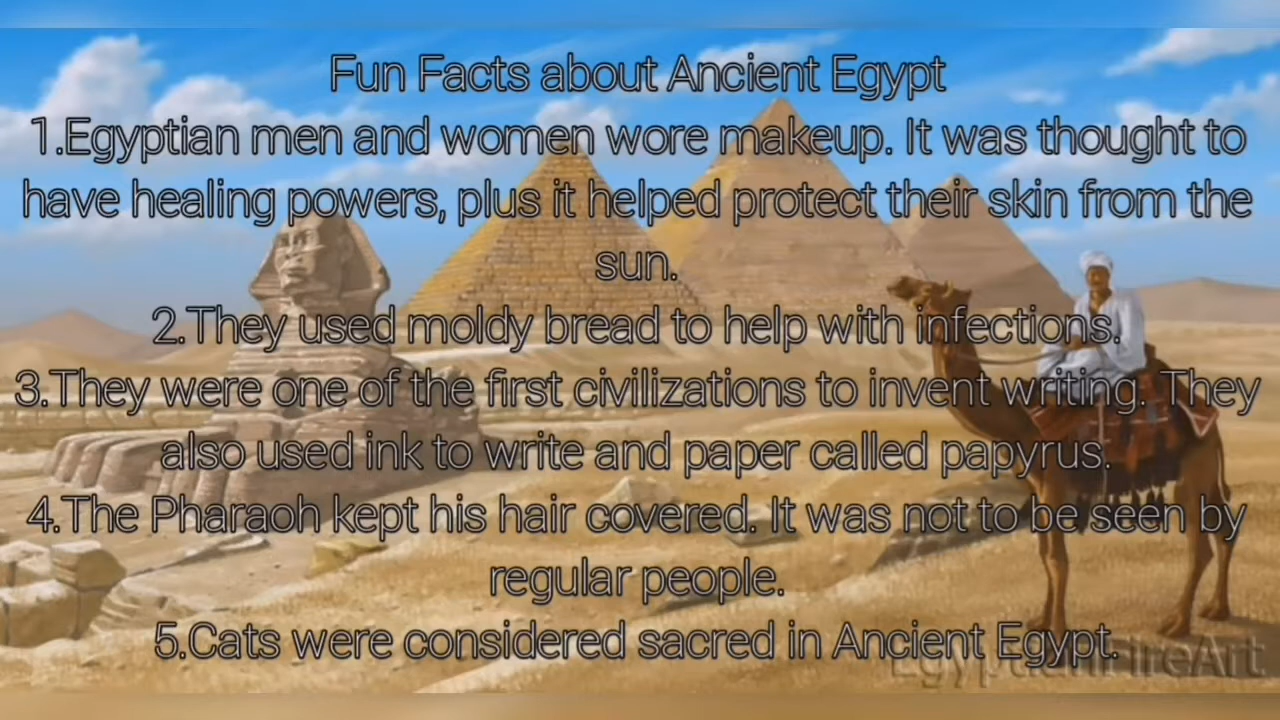 Fun Facts about Ancient Egypt
1.Egyptian men and women wore makeup. It was thought to
have healing powers, plus it helped protect their skin from the
sun.
2.They used moldy bread to help with infections.
3.They were one of the first civilizations to invent writing. They
also used ink to write and paper called papyrus.
4.The Pharaoh kept his hair covered. It was not to be seen by
regular people.
5.Cats were considered sacred in Ancient Egypt.
EgyptianFireArt